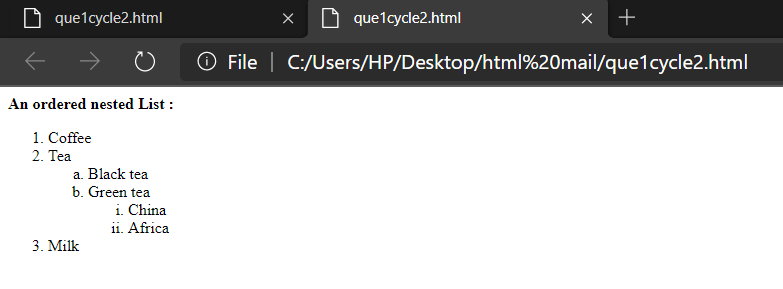 que1cycle2.html
que1cycle2.html
File | C:/Users/HP/Desktop/html%20mail/que1cycle2.html
An ordered nested List :
1. Coffee
2. Tea
a. Black tea
b. Green tea
i. China
ii. Africa
3. Milk